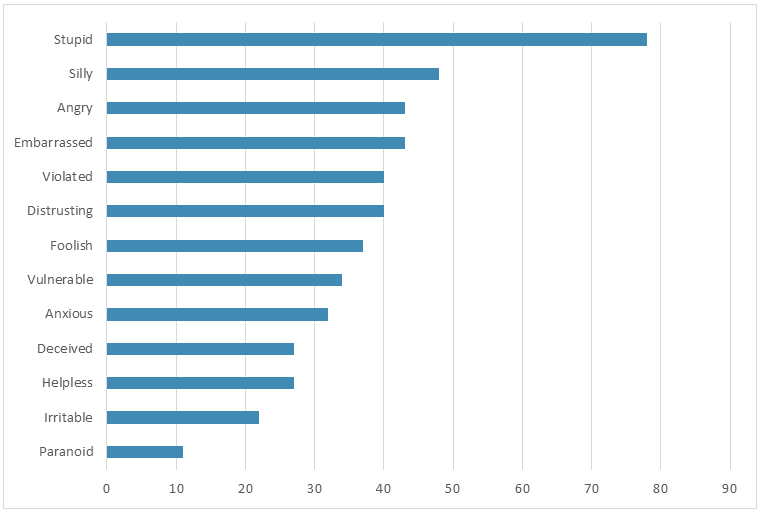 Stupid
Silly
Angry
Embarrassed
Violated
Distrusting
Foolish
Vulnerable
Anxious
Deceived
Helpless
Irritable
Paranoid
0 10 20 30 40 50 60 70 80 90